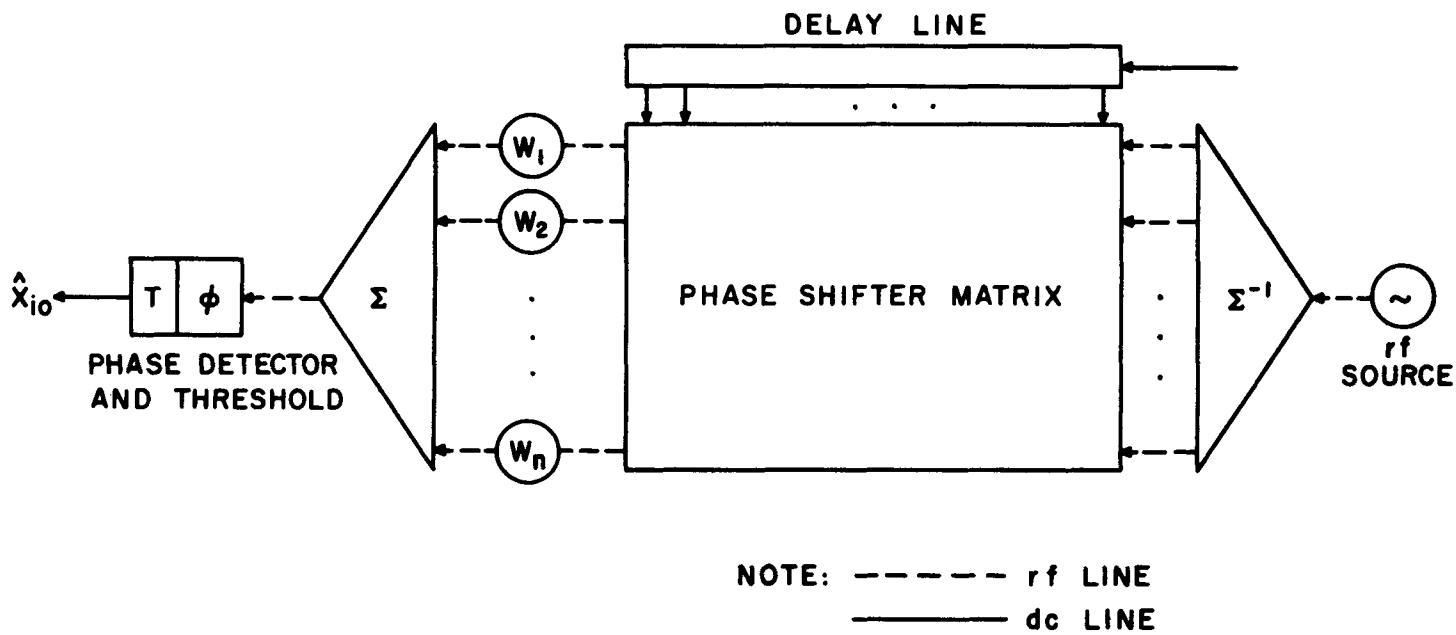 DELAY LINE
. . .
W₁
W₂
Wₙ
Σ
PHASE SHIFTER MATRIX
Σ⁻¹
~
rf
SOURCE
x̂ᵢₒ
T
ϕ
PHASE DETECTOR
AND THRESHOLD
NOTE: rf LINE
dc LINE